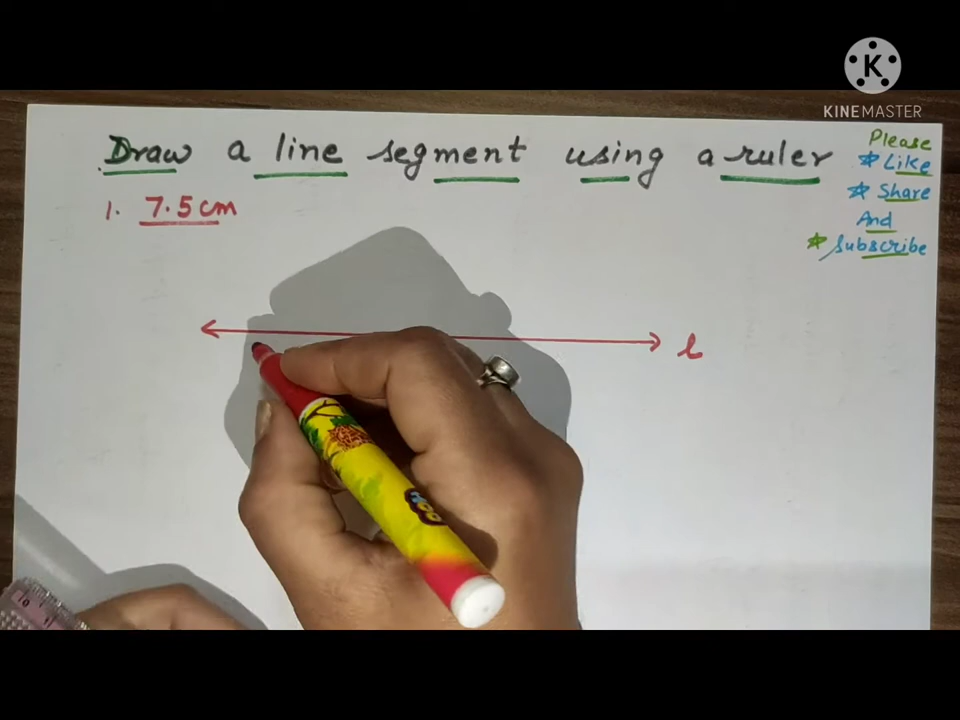 K
KINEMASTER
Draw a line segment using a ruler
Please
Like
Share
And
Subscribe
1. 7.5 cm
l